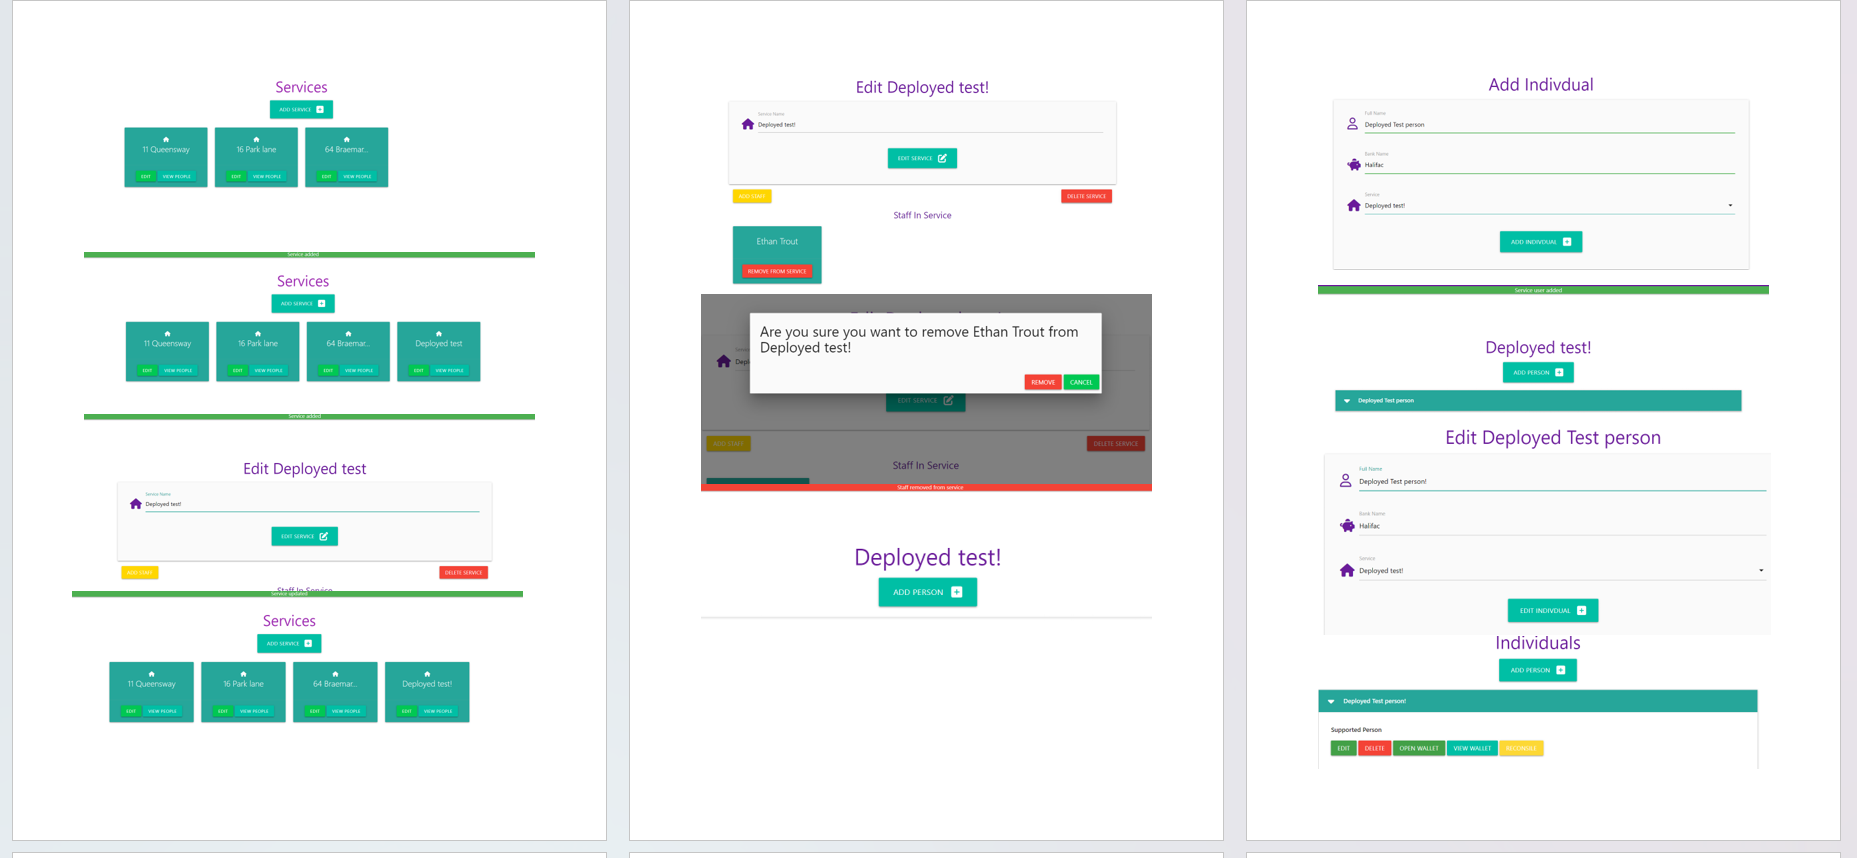 Services
ADD SERVICE
11 Queensway
16 Park lane
64 Braemar...
EDIT VIEW PEOPLE
EDIT VIEW PEOPLE
EDIT VIEW PEOPLE
Service added
Services
ADD SERVICE
11 Queensway
16 Park lane
64 Braemar...
Deployed test
EDIT VIEW PEOPLE
EDIT VIEW PEOPLE
EDIT VIEW PEOPLE
EDIT VIEW PEOPLE
Service added
Edit Deployed test
Service Name
Deployed test!
EDIT SERVICE
ADD STAFF
DELETE SERVICE
Staff In Service
Service updated
Services
ADD SERVICE
11 Queensway
16 Park lane
64 Braemar...
Deployed test!
EDIT VIEW PEOPLE
EDIT VIEW PEOPLE
EDIT VIEW PEOPLE
EDIT VIEW PEOPLE
Edit Deployed test!
Service Name
Deployed test!
EDIT SERVICE
ADD STAFF
DELETE SERVICE
Staff In Service
Ethan Trout
REMOVE FROM SERVICE
Are you sure you want to remove Ethan Trout from
Deployed test!
REMOVE CANCEL
EDIT SERVICE
ADD STAFF
DELETE SERVICE
Staff In Service
Staff removed from service
Deployed test!
ADD PERSON
Add Indivdual
Full Name
Deployed Test person
Bank Name
Halifac
Service
Deployed test!
ADD INDIVDUAL
Service user added
Deployed test!
ADD PERSON
Deployed Test person
Edit Deployed Test person
Full Name
Deployed Test person!
Bank Name
Halifac
Service
Deployed test!
EDIT INDIVDUAL
Individuals
ADD PERSON
Deployed Test person!
Supported Person
EDIT DELETE OPEN WALLET VIEW WALLET RECONSILE